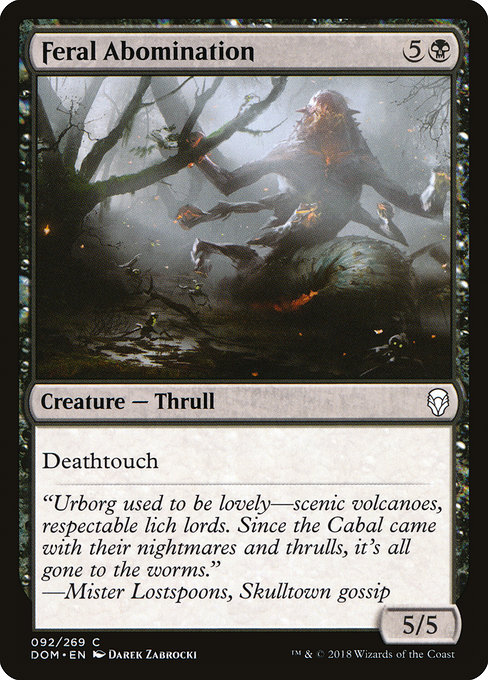 Feral Abomination 5
Creature — Thrull
Deathtouch
“Urborg used to be lovely—scenic volcanoes,
respectable lich lords. Since the Cabal came
with their nightmares and thrulls, it’s all
gone to the worms.”
—Mister Lostspoons, Skulltown gossip
5/5
092/269 C
DOM • EN Darek Zabrocki
™ & © 2018 Wizards of the Coast